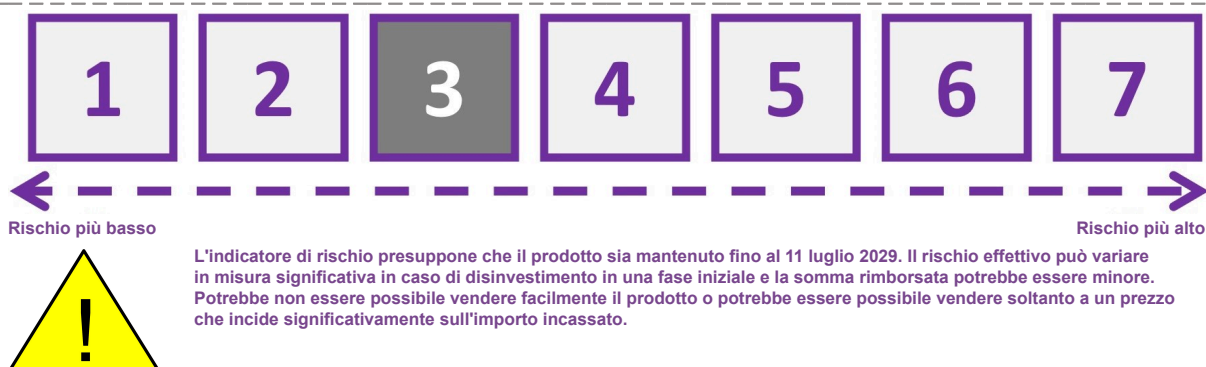 1 2 3 4 5 6 7
Rischio più basso Rischio più alto
L'indicatore di rischio presuppone che il prodotto sia mantenuto fino al 11 luglio 2029. Il rischio effettivo può variare
in misura significativa in caso di disinvestimento in una fase iniziale e la somma rimborsata potrebbe essere minore.
Potrebbe non essere possibile vendere facilmente il prodotto o potrebbe essere possibile vendere soltanto a un prezzo
che incide significativamente sull'importo incassato.
!